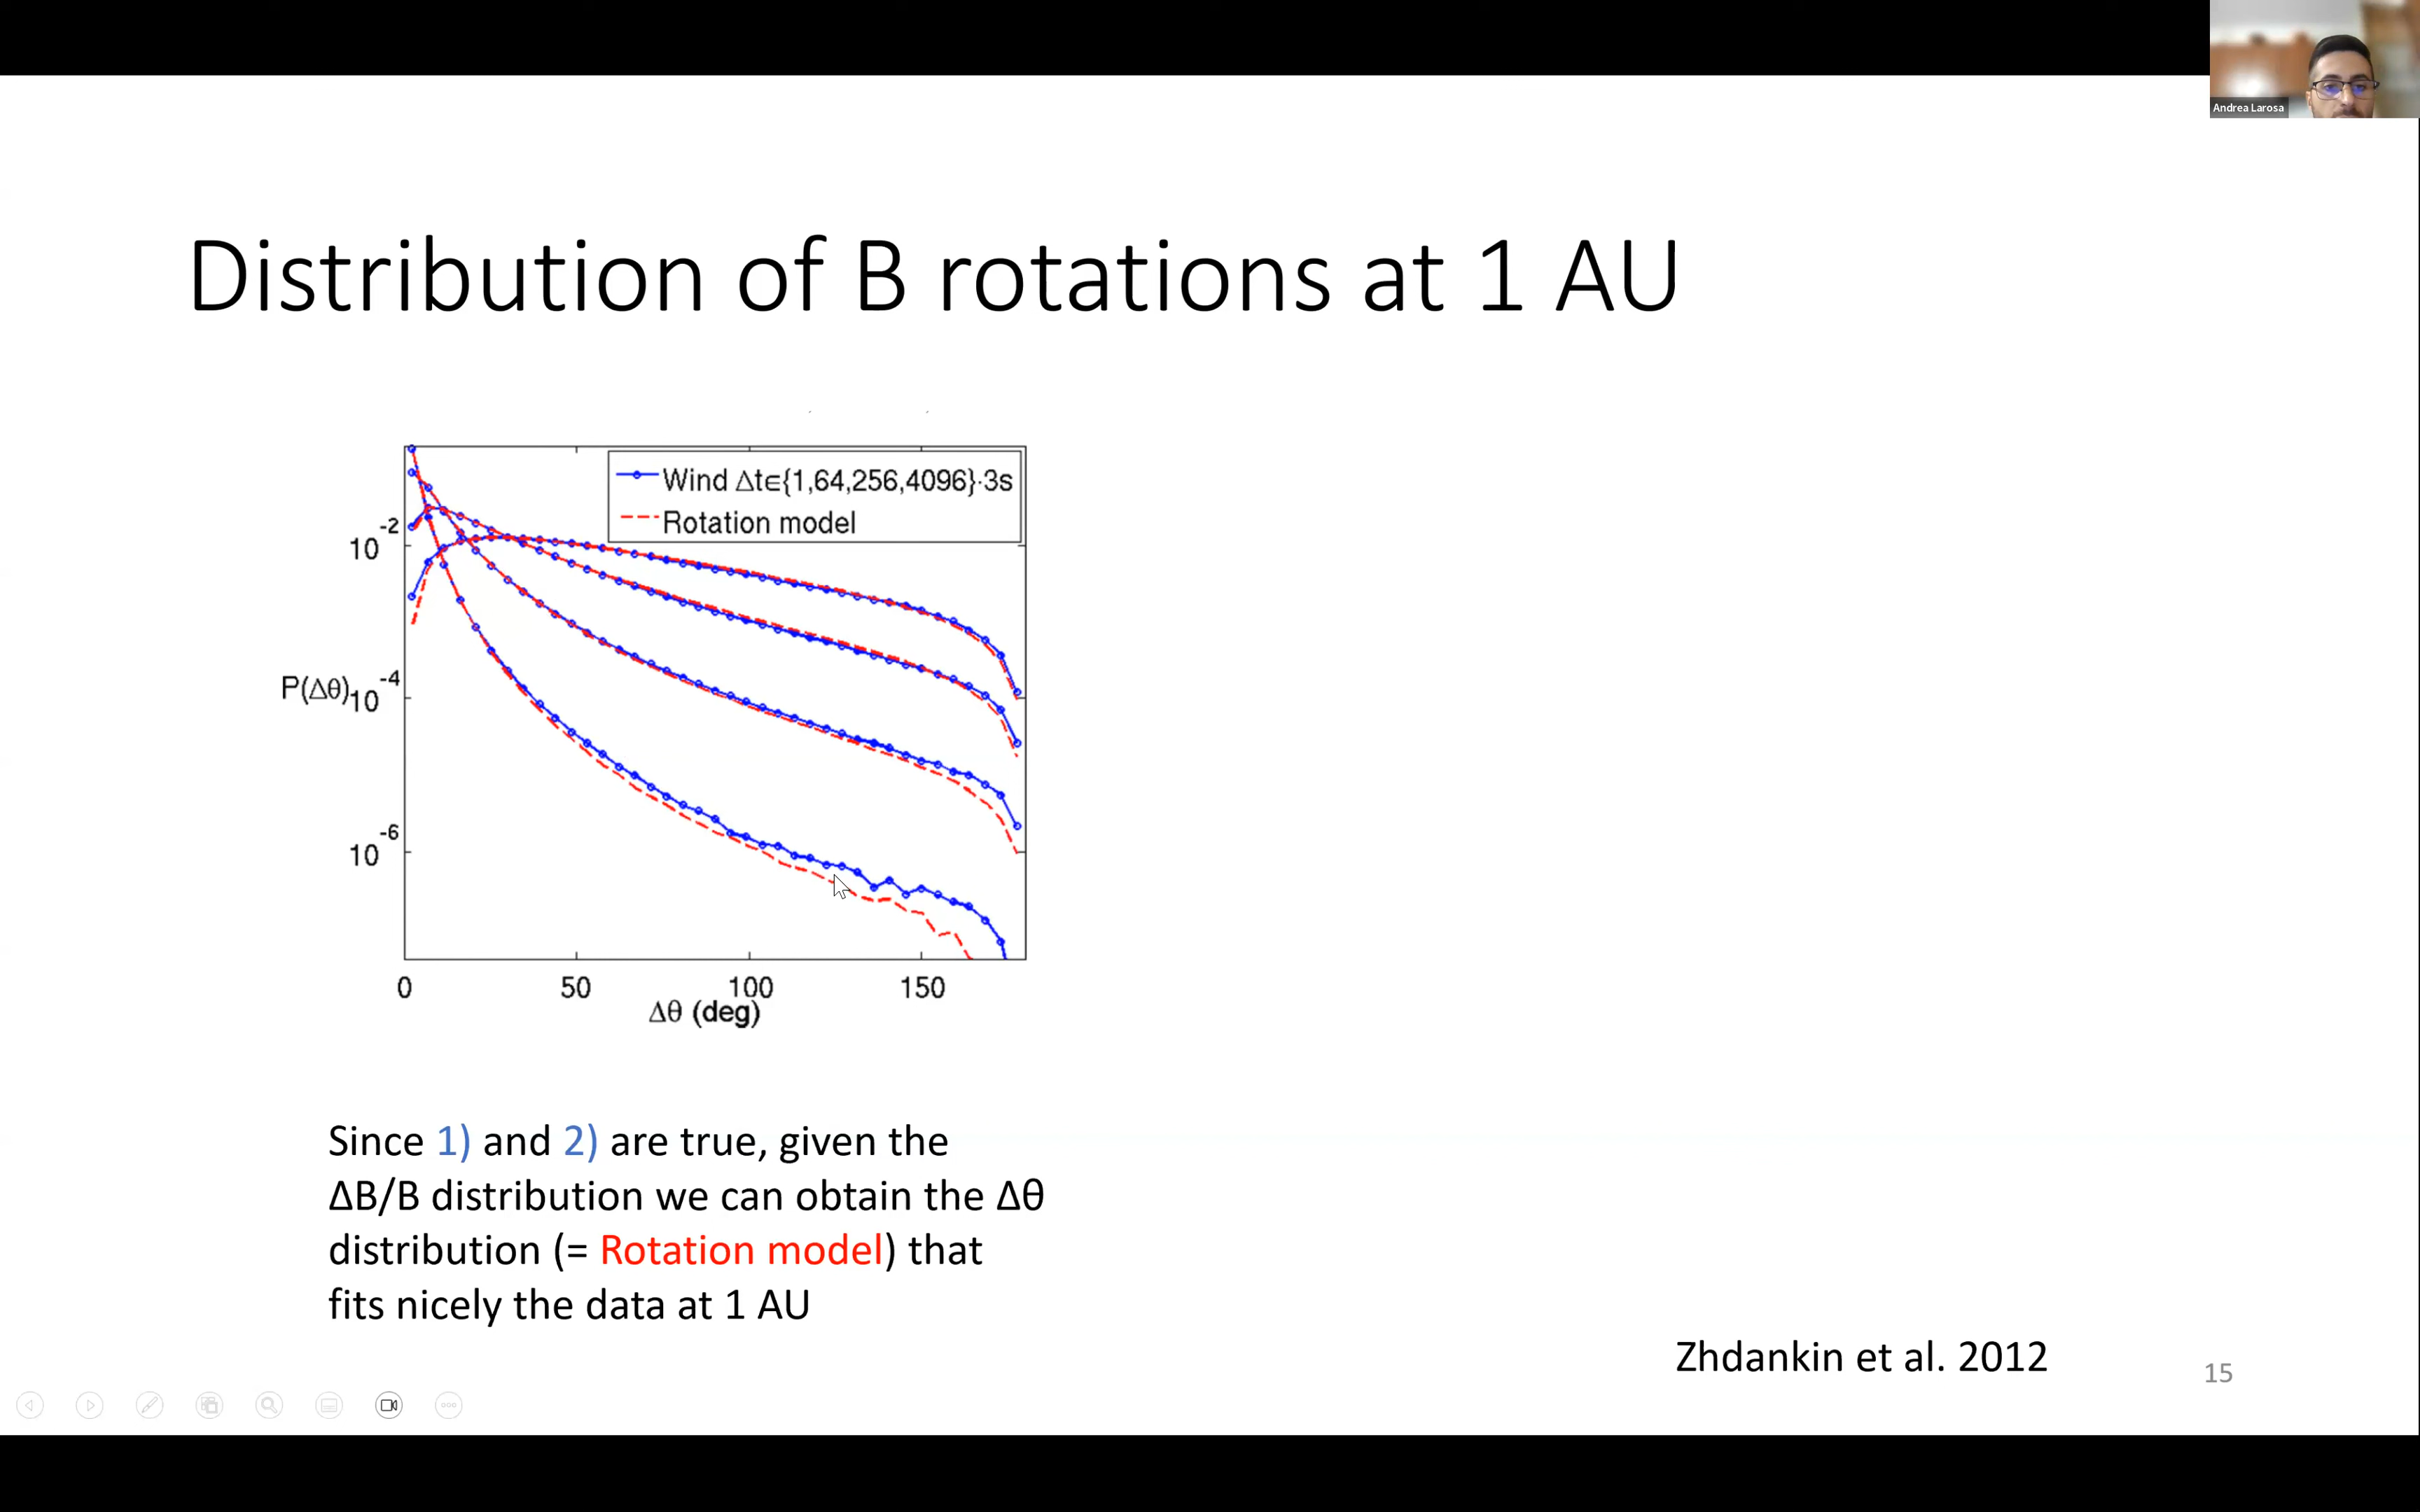 Andrea Larosa
Distribution of B rotations at 1 AU
Wind Δt∈{1,64,256,4096}·3s
Rotation model
10^-2
P(Δθ)
10^-4
10^-6
0 50 100 150
Δθ (deg)
Since 1) and 2) are true, given the
ΔB/B distribution we can obtain the Δθ
distribution (= Rotation model) that
fits nicely the data at 1 AU
Zhdankin et al. 2012
15